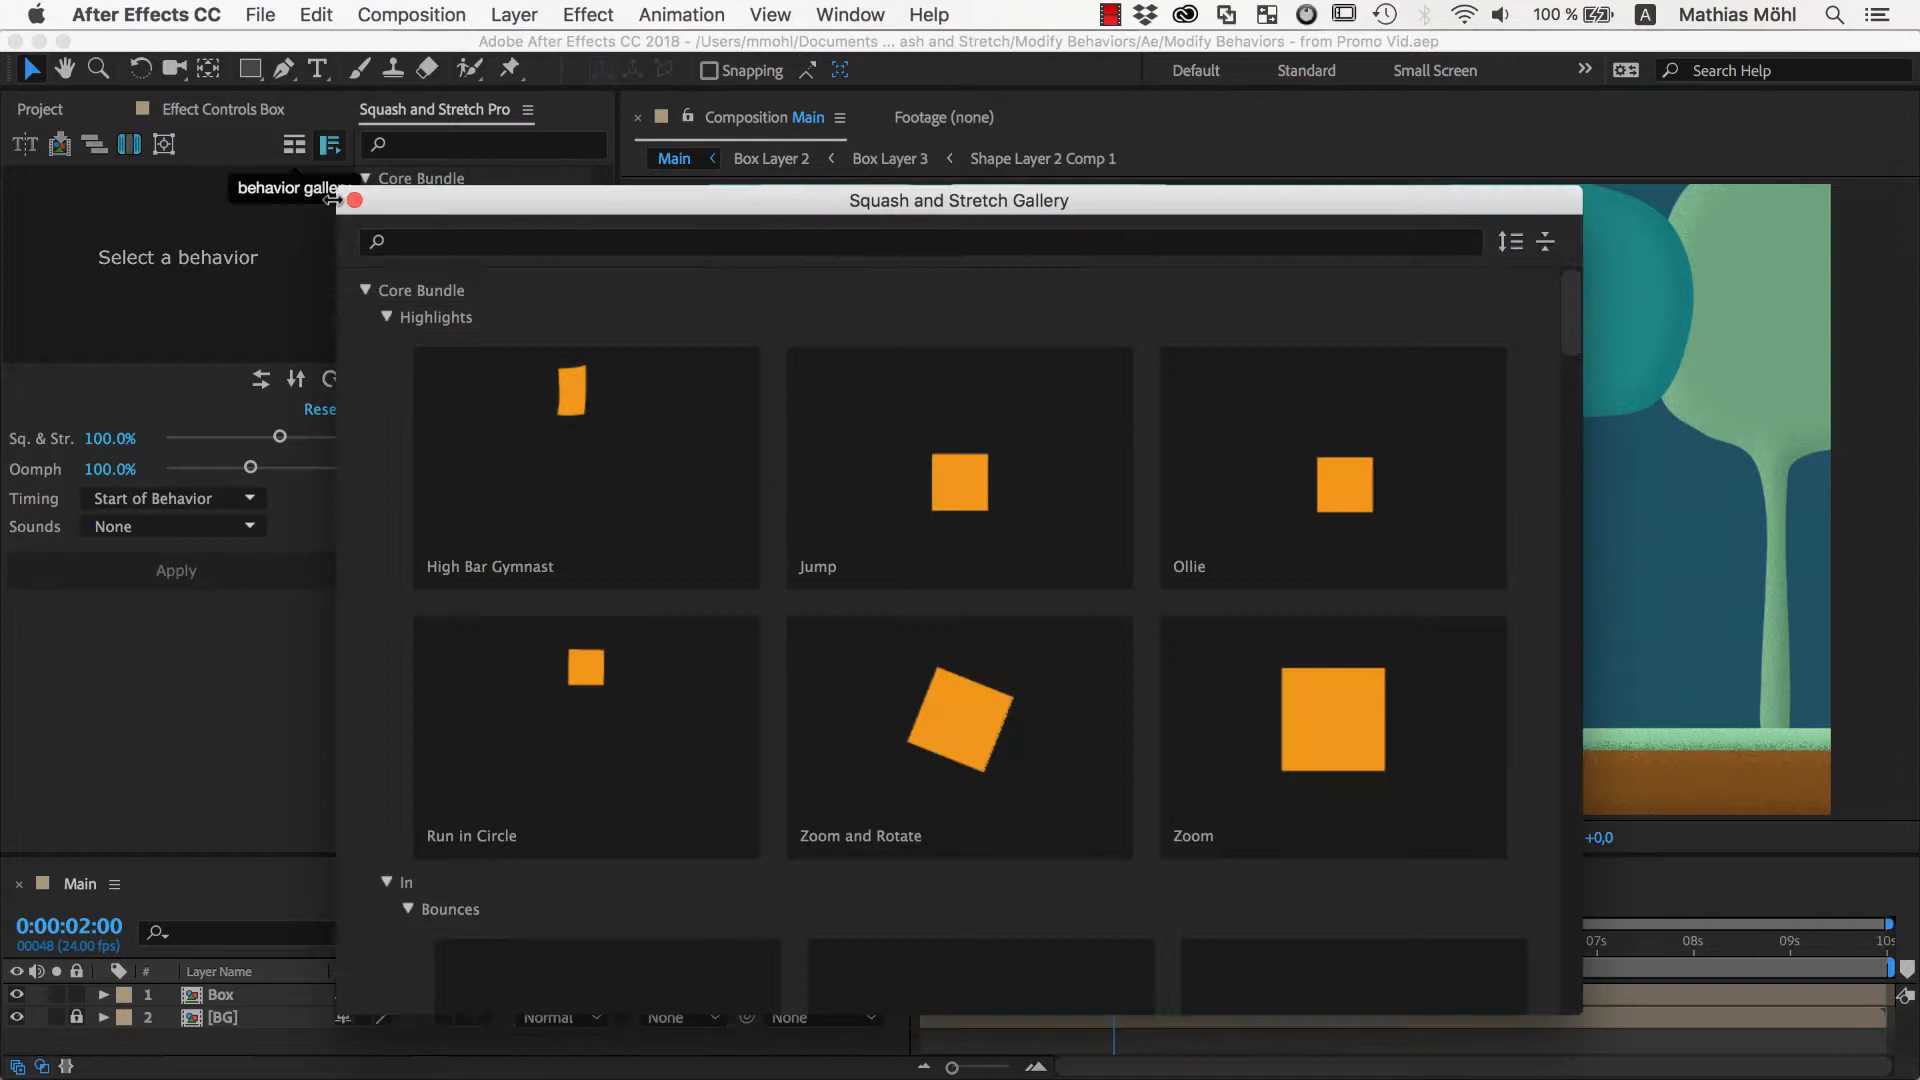 After Effects CC File Edit Composition Layer Effect Animation View Window Help 100 % A Mathias Möhl
Adobe After Effects CC 2018 - /Users/mmohl/Documents ... ash and Stretch/Modify Behaviors/Ae/Modify Behaviors - from Promo Vid.aep
Snapping Default Standard Small Screen Search Help
Project Effect Controls Box Squash and Stretch Pro
Composition Main Footage (none)
Main Box Layer 2 Box Layer 3 Shape Layer 2 Comp 1
Core Bundle
behavior galler
Squash and Stretch Gallery
Select a behavior
Core Bundle
Highlights
Rese
Sq. & Str. 100.0%
Oomph 100.0%
Timing Start of Behavior
Sounds None
Apply
High Bar Gymnast Jump Ollie
Run in Circle Zoom and Rotate Zoom
+0,0
In
Bounces
Main
0:00:02:00
00048 (24.00 fps)
07s 08s 09s 10s
# Layer Name
1 Box
2 [BG] Normal None None